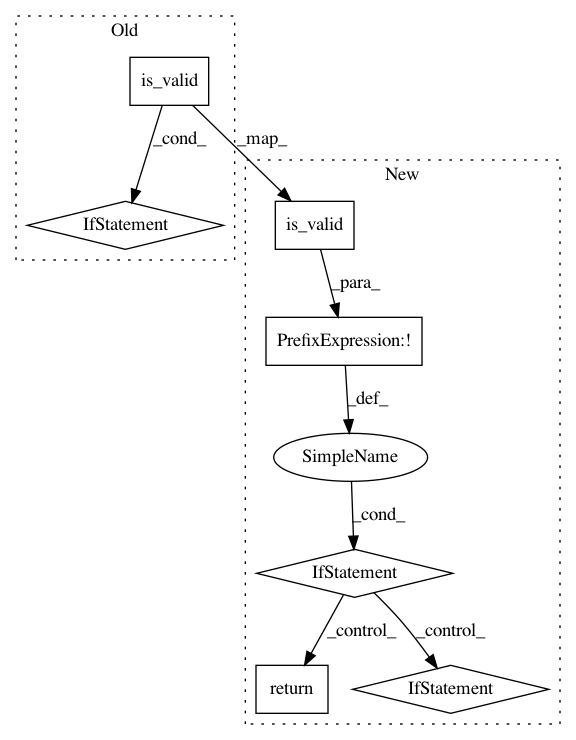 Old
is_valid
_cond_
_map_
IfStatement
New
is_valid
_para_
PrefixExpression:!
_def_
SimpleName
_cond_
IfStatement
_control_
_control_
return
IfStatement